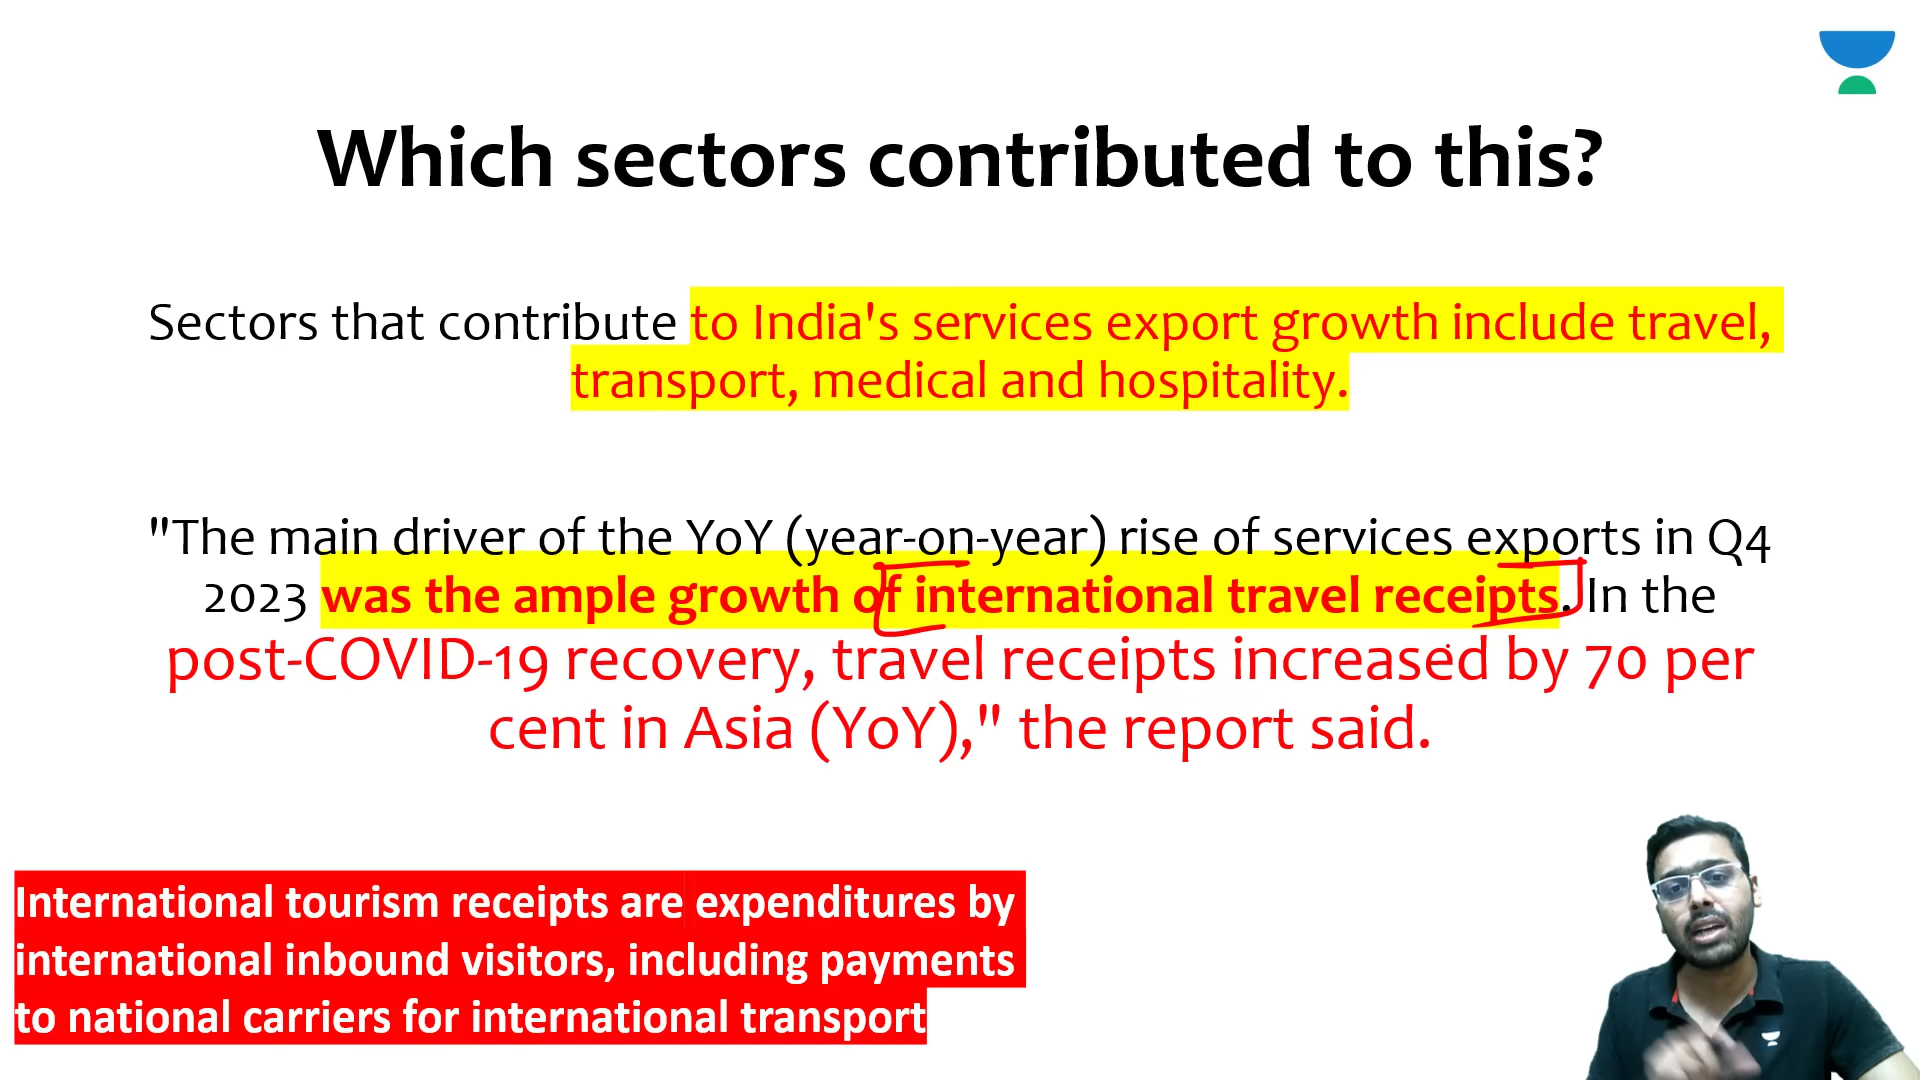 Which sectors contributed to this?
Sectors that contribute to India's services export growth include travel,
transport, medical and hospitality.
"The main driver of the YoY (year-on-year) rise of services exports in Q4
2023 was the ample growth of international travel receipts. In the
post-COVID-19 recovery, travel receipts increased by 70 per
cent in Asia (YoY)," the report said.
International tourism receipts are expenditures by
international inbound visitors, including payments
to national carriers for international transport